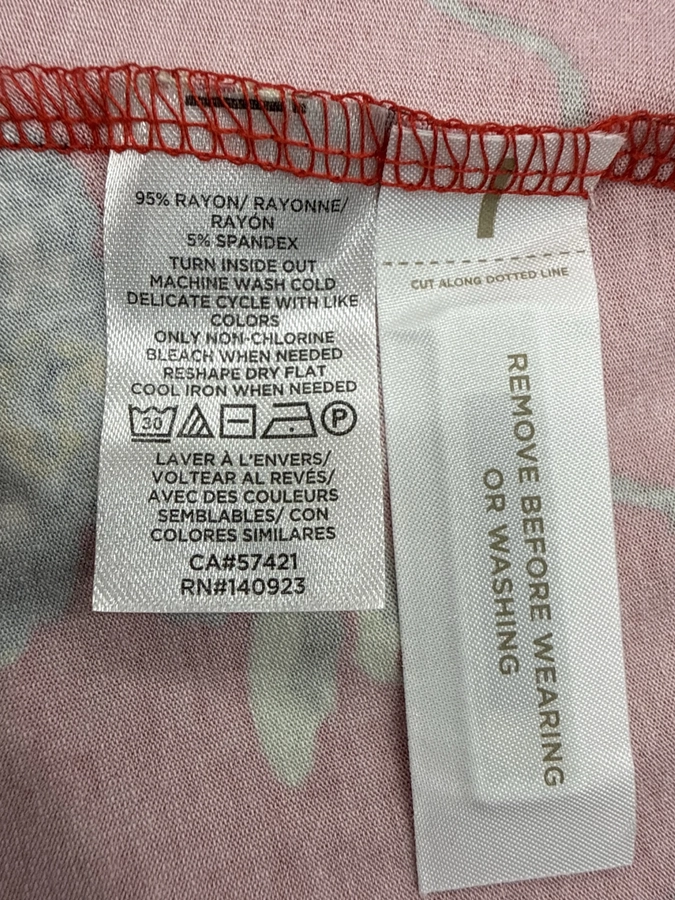 95% RAYON/ RAYONNE/
RAYÓN
5% SPANDEX
TURN INSIDE OUT
MACHINE WASH COLD
DELICATE CYCLE WITH LIKE
COLORS
ONLY NON-CHLORINE
BLEACH WHEN NEEDED
RESHAPE DRY FLAT
COOL IRON WHEN NEEDED
30 P
LAVER À L'ENVERS/
VOLTEAR AL REVÉS/
AVEC DES COULEURS
SEMBLABLES/ CON
COLORES SIMILARES
CA#57421
RN#140923
CUT ALONG DOTTED LINE
REMOVE BEFORE WEARING
OR WASHING